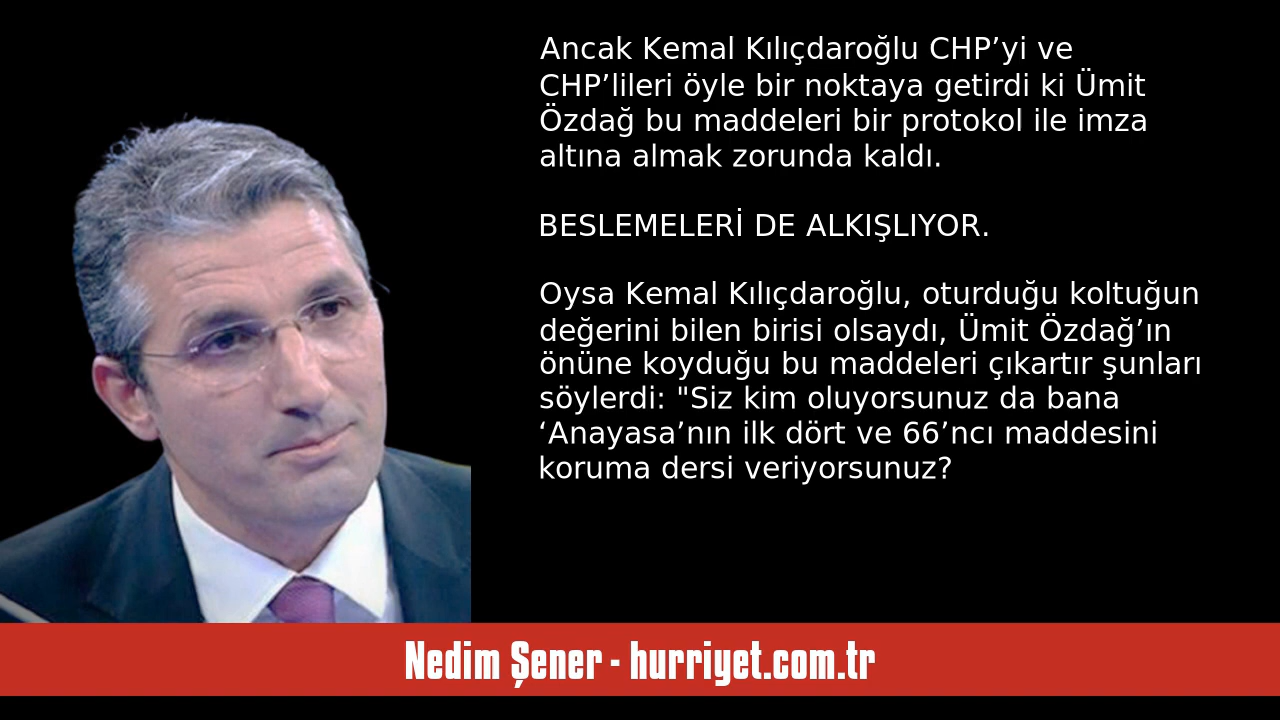 Ancak Kemal Kılıçdaroğlu CHP’yi ve
CHP’lileri öyle bir noktaya getirdi ki Ümit
Özdağ bu maddeleri bir protokol ile imza
altına almak zorunda kaldı.
BESLEMELERİ DE ALKIŞLIYOR.
Oysa Kemal Kılıçdaroğlu, oturduğu koltuğun
değerini bilen birisi olsaydı, Ümit Özdağ’ın
önüne koyduğu bu maddeleri çıkartır şunları
söylerdi: "Siz kim oluyorsunuz da bana
‘Anayasa’nın ilk dört ve 66’ncı maddesini
koruma dersi veriyorsunuz?
Nedim Şener - hurriyet.com.tr